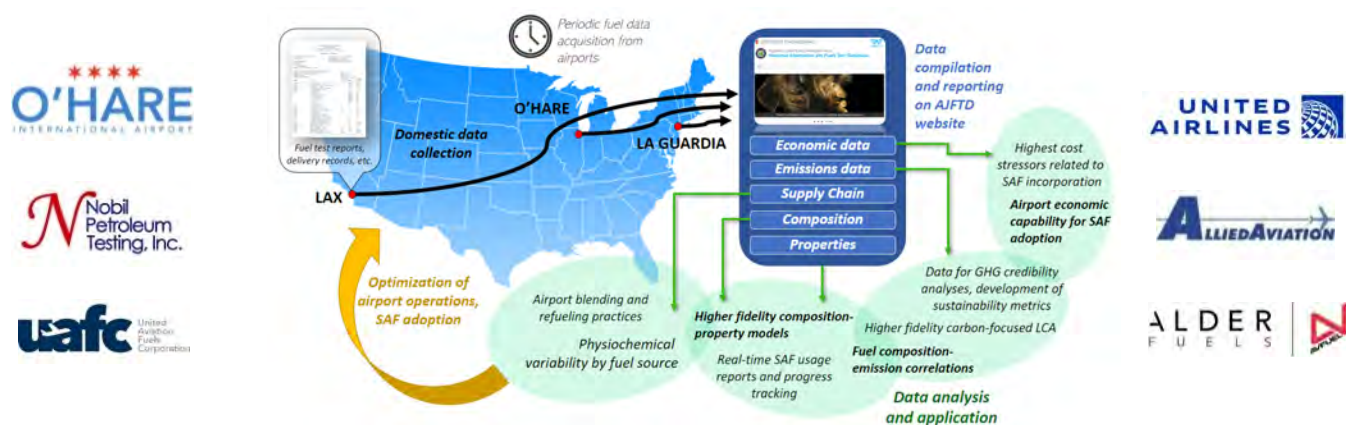 O'HARE
INTERNATIONAL AIRPORT
Nobil
Petroleum
Testing, Inc.
uafc
United
Aviation
Fuels
Corporation
Periodic fuel data
acquisition from
airports
Fuel test reports,
delivery records, etc.
Domestic data
collection
O'HARE
LA GUARDIA
LAX
Data
compilation
and reporting
on AJFTD
website
Economic data
Emissions data
Supply Chain
Composition
Properties
Highest cost
stressors related to
SAF incorporation
Airport economic
capability for SAF
adoption
Optimization of
airport operations,
SAF adoption
Airport blending and
refueling practices
Physiochemical
variability by fuel source
Higher fidelity composition-
property models
Real-time SAF usage
reports and progress
tracking
Data for GHG credibility
analyses, development of
sustainability metrics
Higher fidelity carbon-focused LCA
Fuel composition-
emission correlations
Data analysis
and application
UNITED
AIRLINES
ALLIED AVIATION
ALDER
FUELS